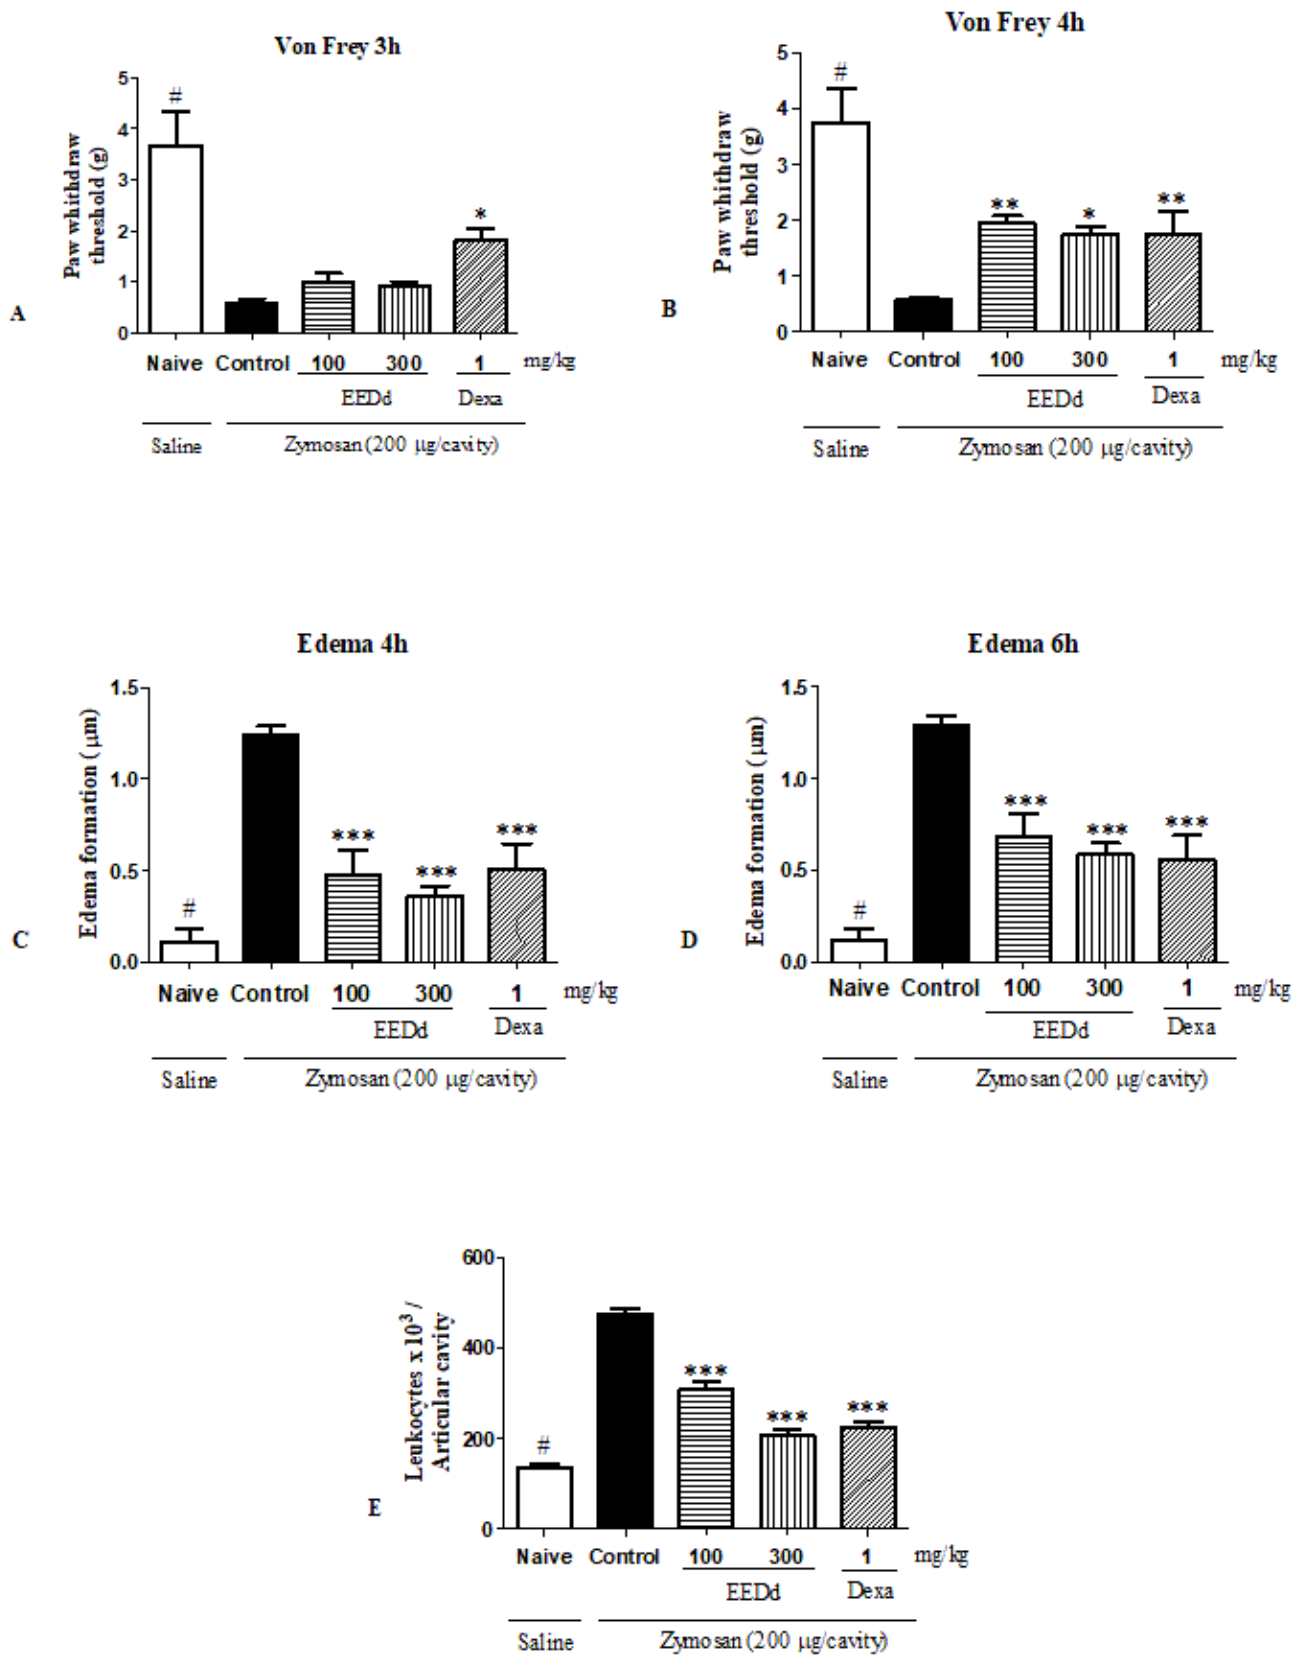 Von Frey 3h
Paw whithdraw
threshold (g)
5
4
3
2
1
0
#
*
A
Naive Control 100 300 1 mg/kg
EEDd Dexa
Saline Zymosan (200 µg/cavity)
Von Frey 4h
Paw whithdraw
threshold (g)
5
4
3
2
1
0
#
** * **
B
Naive Control 100 300 1 mg/kg
EEDd Dexa
Saline Zymosan (200 µg/cavity)
Edema 4h
Edema formation ( µm)
1.5
1.0
0.5
0.0
#
*** *** ***
C
Naive Control 100 300 1 mg/kg
EEDd Dexa
Saline Zymosan (200 µg/cavity)
Edema 6h
Edema formation ( µm)
1.5
1.0
0.5
0.0
#
*** *** ***
D
Naive Control 100 300 1 mg/kg
EEDd Dexa
Saline Zymosan (200 µg/cavity)
Leukocytes x 10³ /
Articular cavity
600
400
200
0
#
*** *** ***
E
Naive Control 100 300 1 mg/kg
EEDd Dexa
Saline Zymosan (200 µg/cavity)